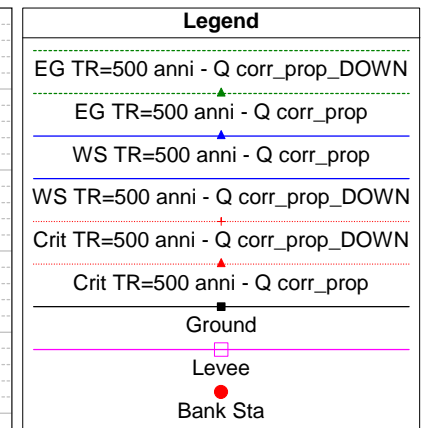 Legend
EG TR=500 anni - Q corr_prop_DOWN
EG TR=500 anni - Q corr_prop
WS TR=500 anni - Q corr_prop
WS TR=500 anni - Q corr_prop_DOWN
Crit TR=500 anni - Q corr_prop_DOWN
Crit TR=500 anni - Q corr_prop
Ground
Levee
Bank Sta